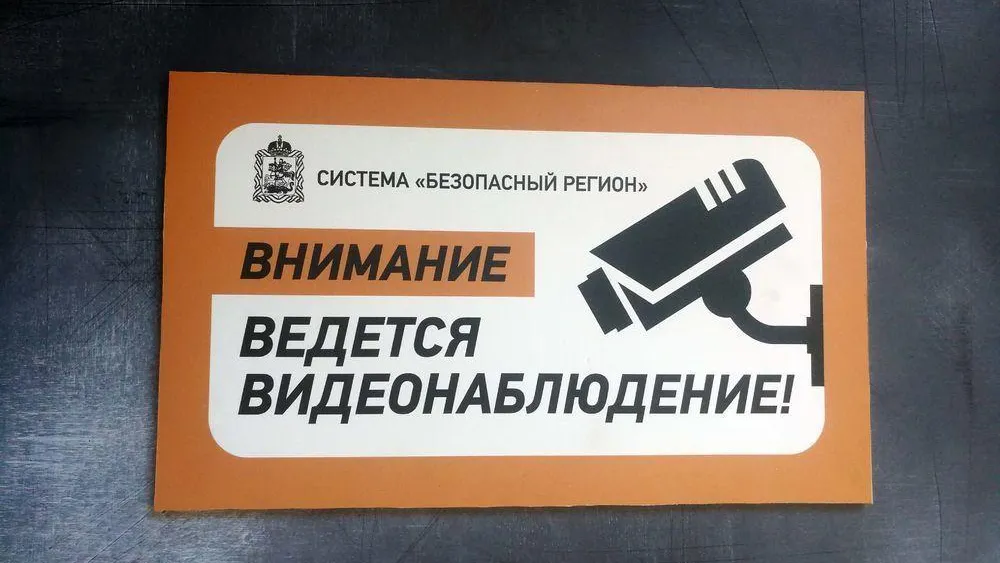 СИСТЕМА «БЕЗОПАСНЫЙ РЕГИОН»
ВНИМАНИЕ
ВЕДЕТСЯ
ВИДЕОНАБЛЮДЕНИЕ!